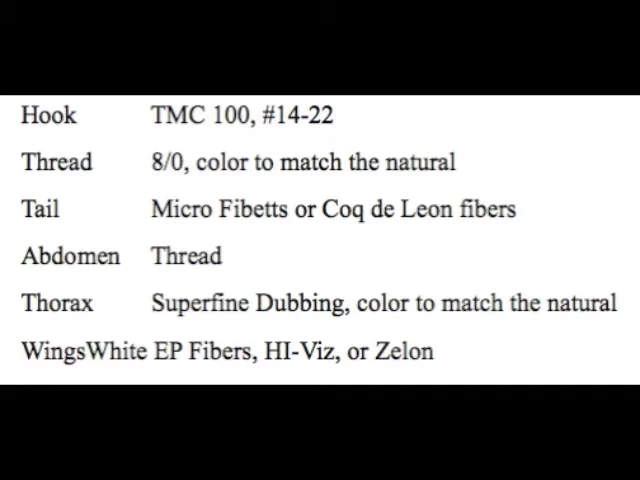 Hook TMC 100, #14-22
Thread 8/0, color to match the natural
Tail Micro Fibetts or Coq de Leon fibers
Abdomen Thread
Thorax Superfine Dubbing, color to match the natural
WingsWhite EP Fibers, HI-Viz, or Zelon